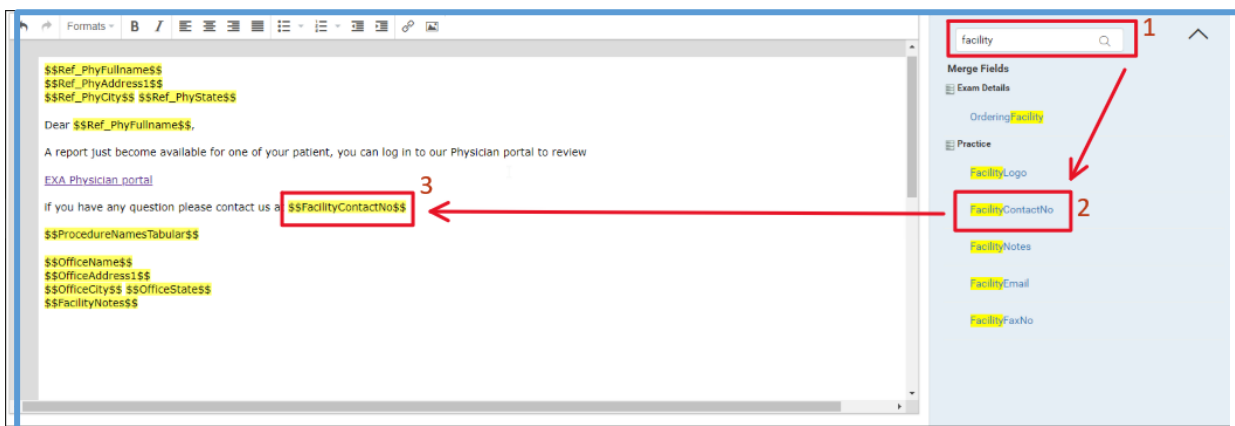 Formats B I
$$Ref_PhyFullname$$
$$Ref_PhyAddress1$$
$$Ref_PhyCity$$ $$Ref_PhyState$$
Dear $$Ref_PhyFullname$$,
A report just become available for one of your patient, you can log in to our Physician portal to review
EXA Physician portal
If you have any question please contact us a $$FacilityContactNo$$
3
$$ProcedureNamesTabular$$
$$OfficeName$$
$$OfficeAddress1$$
$$OfficeCity$$ $$OfficeState$$
$$FacilityNotes$$
facility
1
Merge Fields
Exam Details
OrderingFacility
Practice
FacilityLogo
FacilityContactNo
2
FacilityNotes
FacilityEmail
FacilityFaxNo